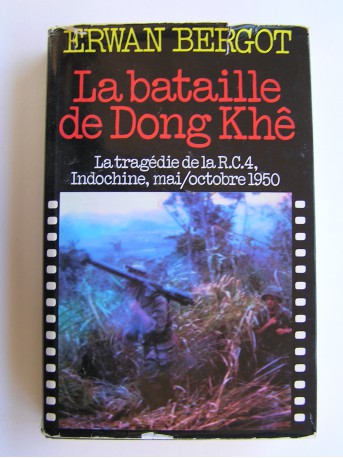 ERWAN BERGOT
La bataille
de Dong Khê
La tragédie de la R.C.4,
Indochine, mai/octobre 1950